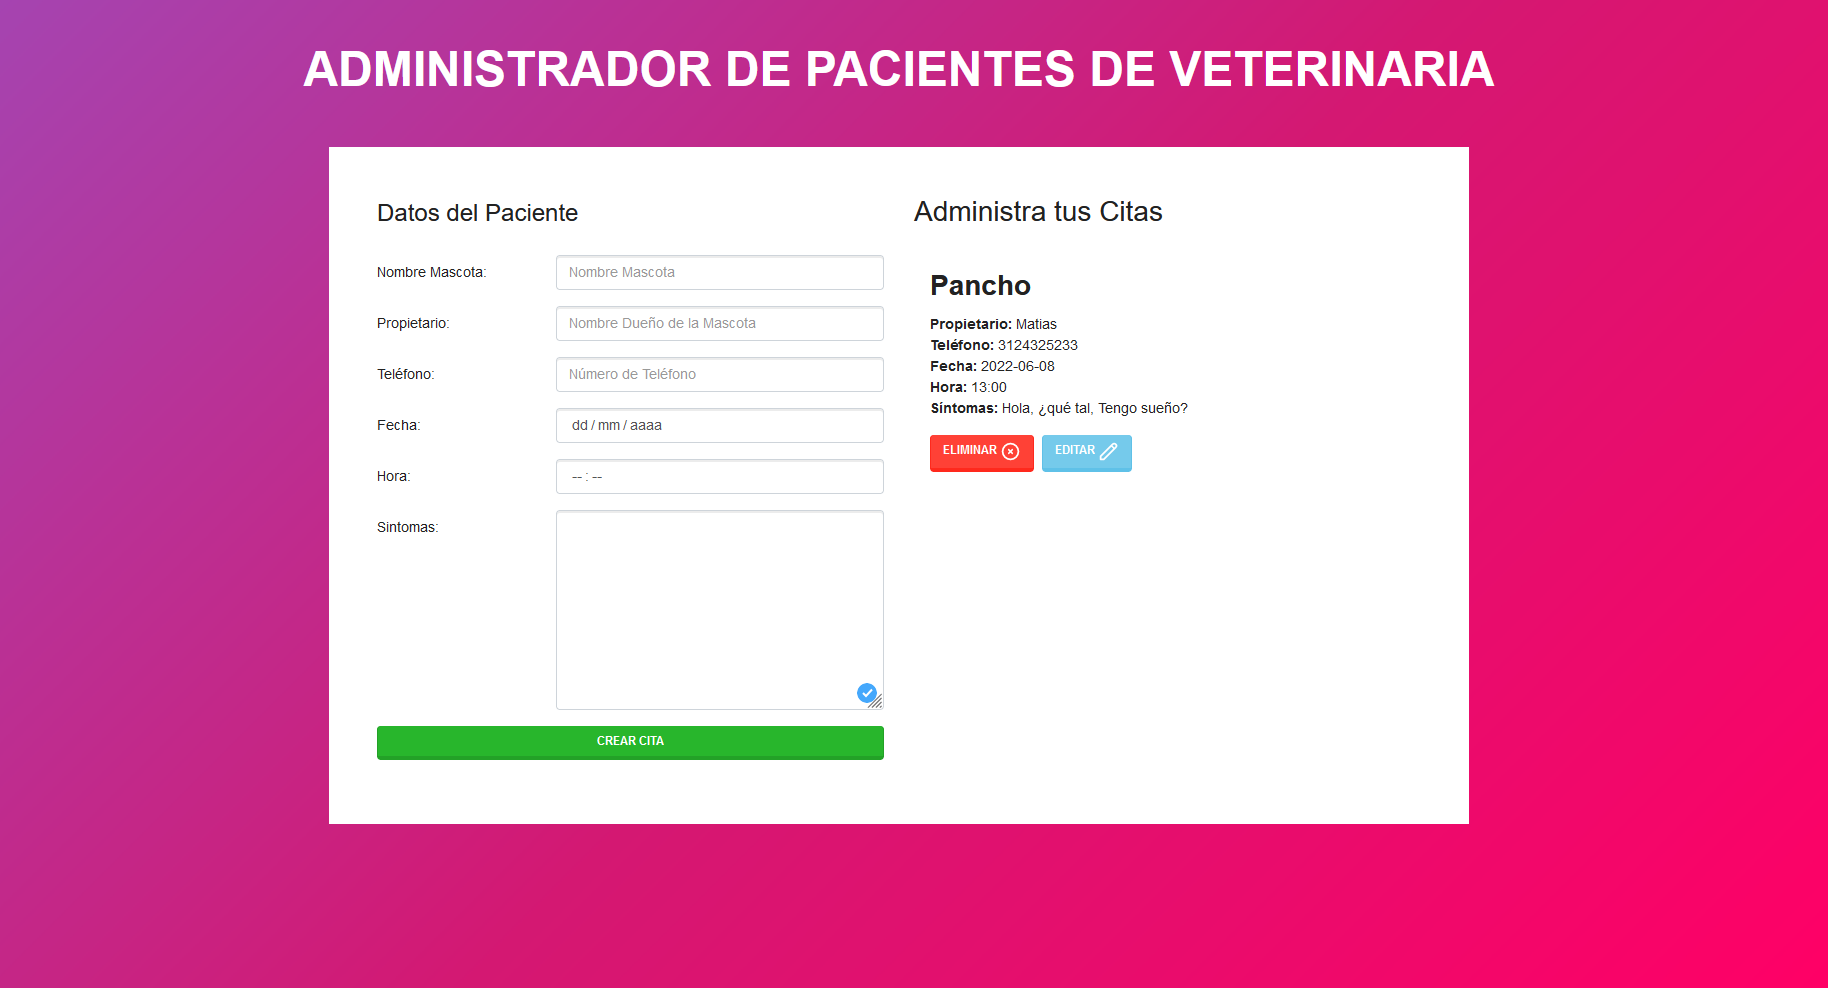 ADMINISTRADOR DE PACIENTES DE VETERINARIA
Datos del Paciente
Nombre Mascota:
Nombre Mascota
Propietario:
Nombre Dueño de la Mascota
Teléfono:
Número de Teléfono
Fecha:
dd / mm / aaaa
Hora:
-- : --
Sintomas:
CREAR CITA
Administra tus Citas
Pancho
Propietario: Matias
Teléfono: 3124325233
Fecha: 2022-06-08
Hora: 13:00
Síntomas: Hola, ¿qué tal, Tengo sueño?
ELIMINAR
EDITAR